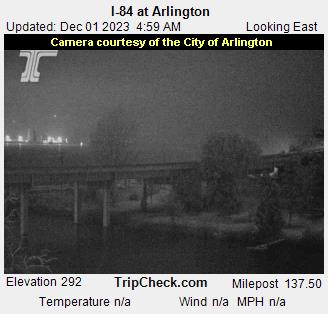 I-84 at Arlington
Updated: Dec 01 2023 4:59 AM Looking East
Camera courtesy of the City of Arlington
Elevation 292 TripCheck.com Milepost 137.50
Temperature n/a Wind n/a MPH n/a